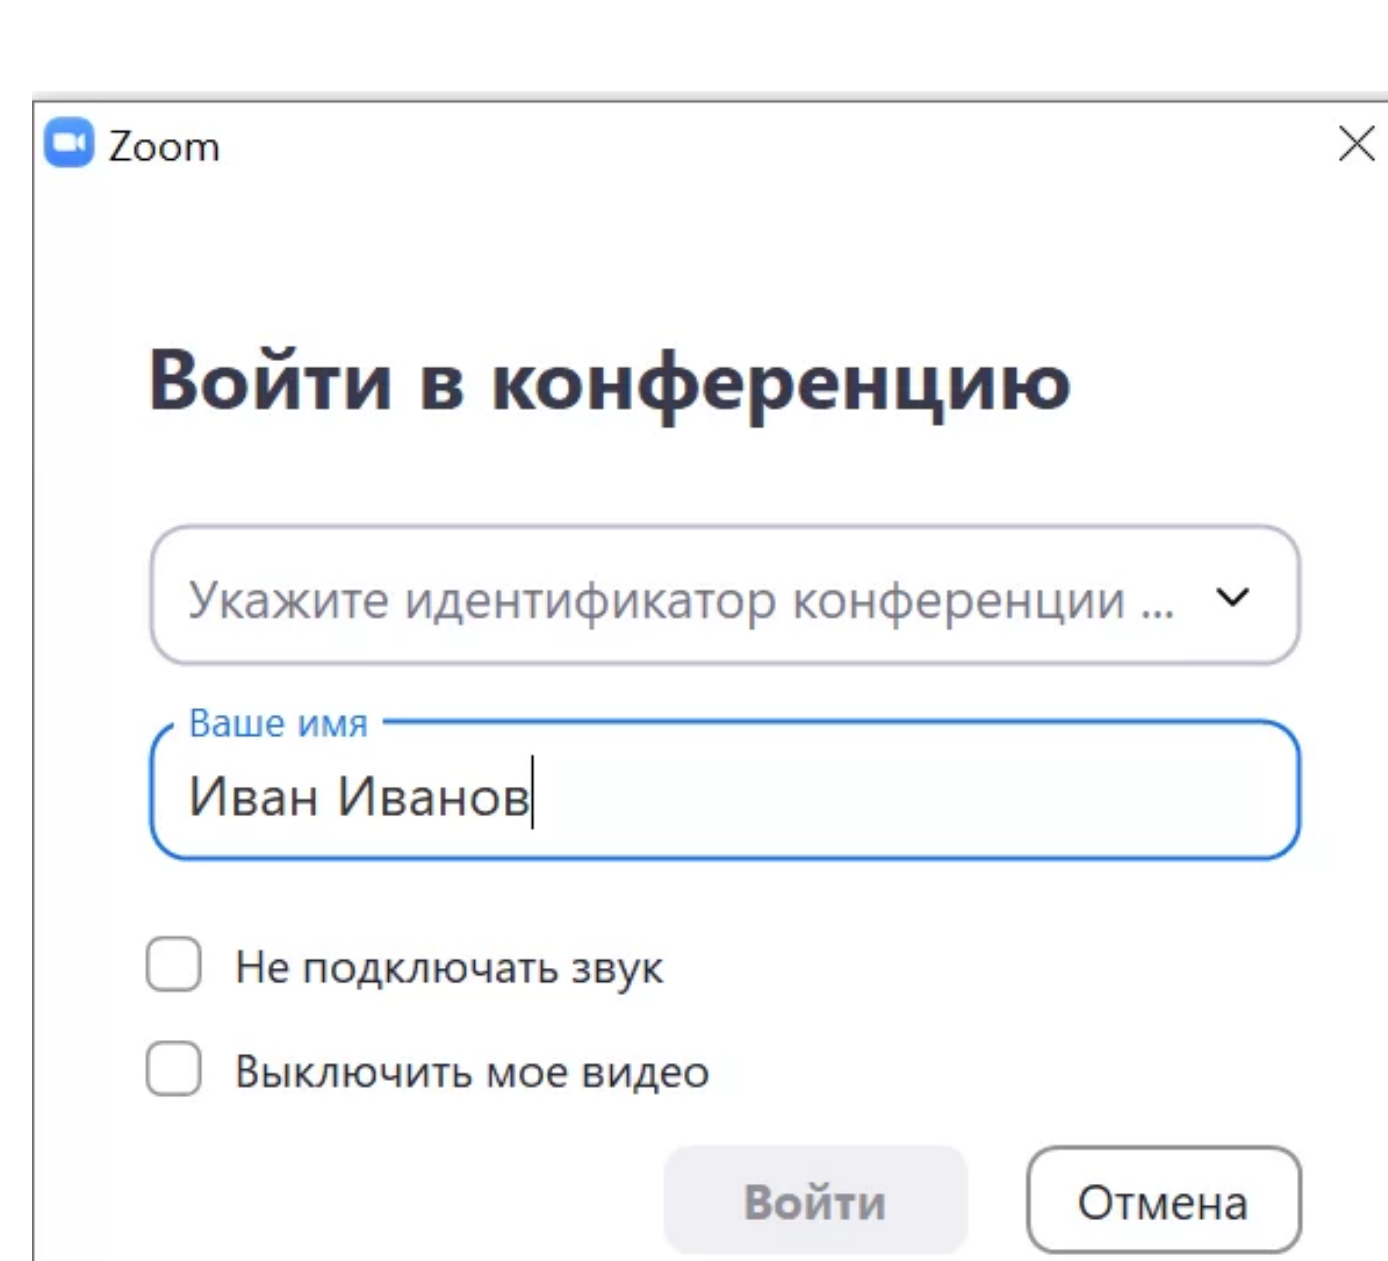 Zoom
Войти в конференцию
Укажите идентификатор конференции ...
Ваше имя
Иван Иванов
Не подключать звук
Выключить мое видео
Войти
Отмена